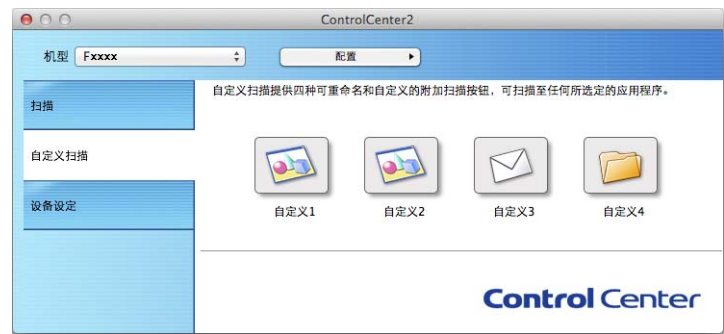 ControlCenter2
机型 Fxxxx 配置
自定义扫描提供四种可重命名和自定义的附加扫描按钮，可扫描至任何所选定的应用程序。
扫描
自定义扫描
设备设定
自定义1 自定义2 自定义3 自定义4
Control Center